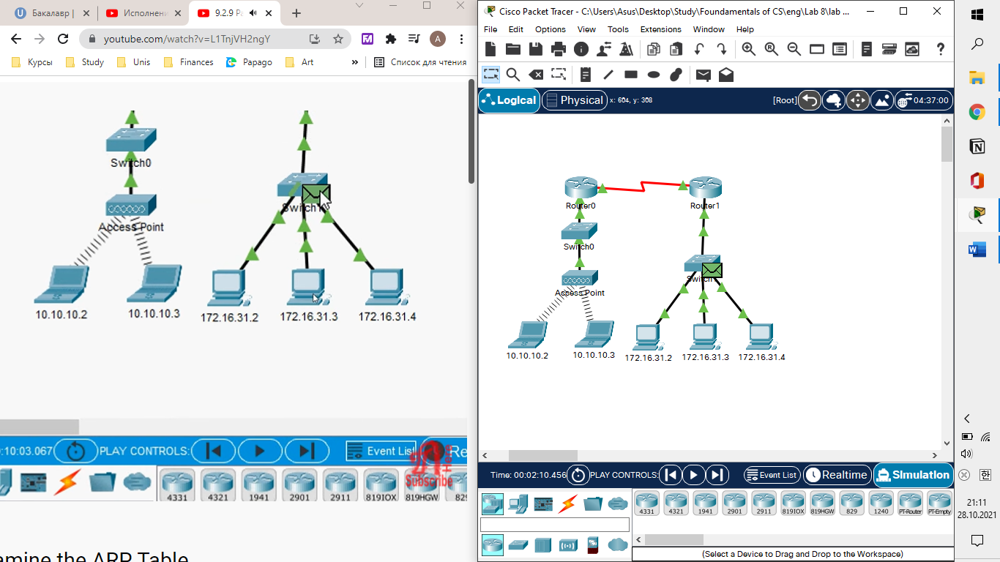 Бакалавр |
Исполнени
9.2.9 Pa
youtube.com/watch?v=L1TnjVH2ngY
A
Курсы
Study
Unis
Finances
Papago
Art
»
Список для чтения
Switch0
Access Point
10.10.10.2
10.10.10.3
172.16.31.2
172.16.31.3
172.16.31.4
:10:03.067
PLAY CONTROLS:
Event List
Re
Subscribe
Here
4331
4321
1941
2901
2911
819IOX
819HGW
829
amine the ARP Table
Cisco Packet Tracer - C:\Users\Asus\Desktop\Study\Foundamentals of CS\eng\Lab 8\lab ...
File Edit Options View Tools Extensions Window Help
Logical
Physical
x: 604, y: 308
[Root]
04:37:00
Router0
Router1
Switch0
Access Point
10.10.10.2
10.10.10.3
172.16.31.2
172.16.31.3
172.16.31.4
Time: 00:02:10.456
PLAY CONTROLS:
Event List
Realtime
Simulation
4331
4321
1941
2901
2911
819IOX
819HGW
829
1240
PT-Router
PT-Empty
(Select a Device to Drag and Drop to the Workspace)
한
21:11
28.10.2021